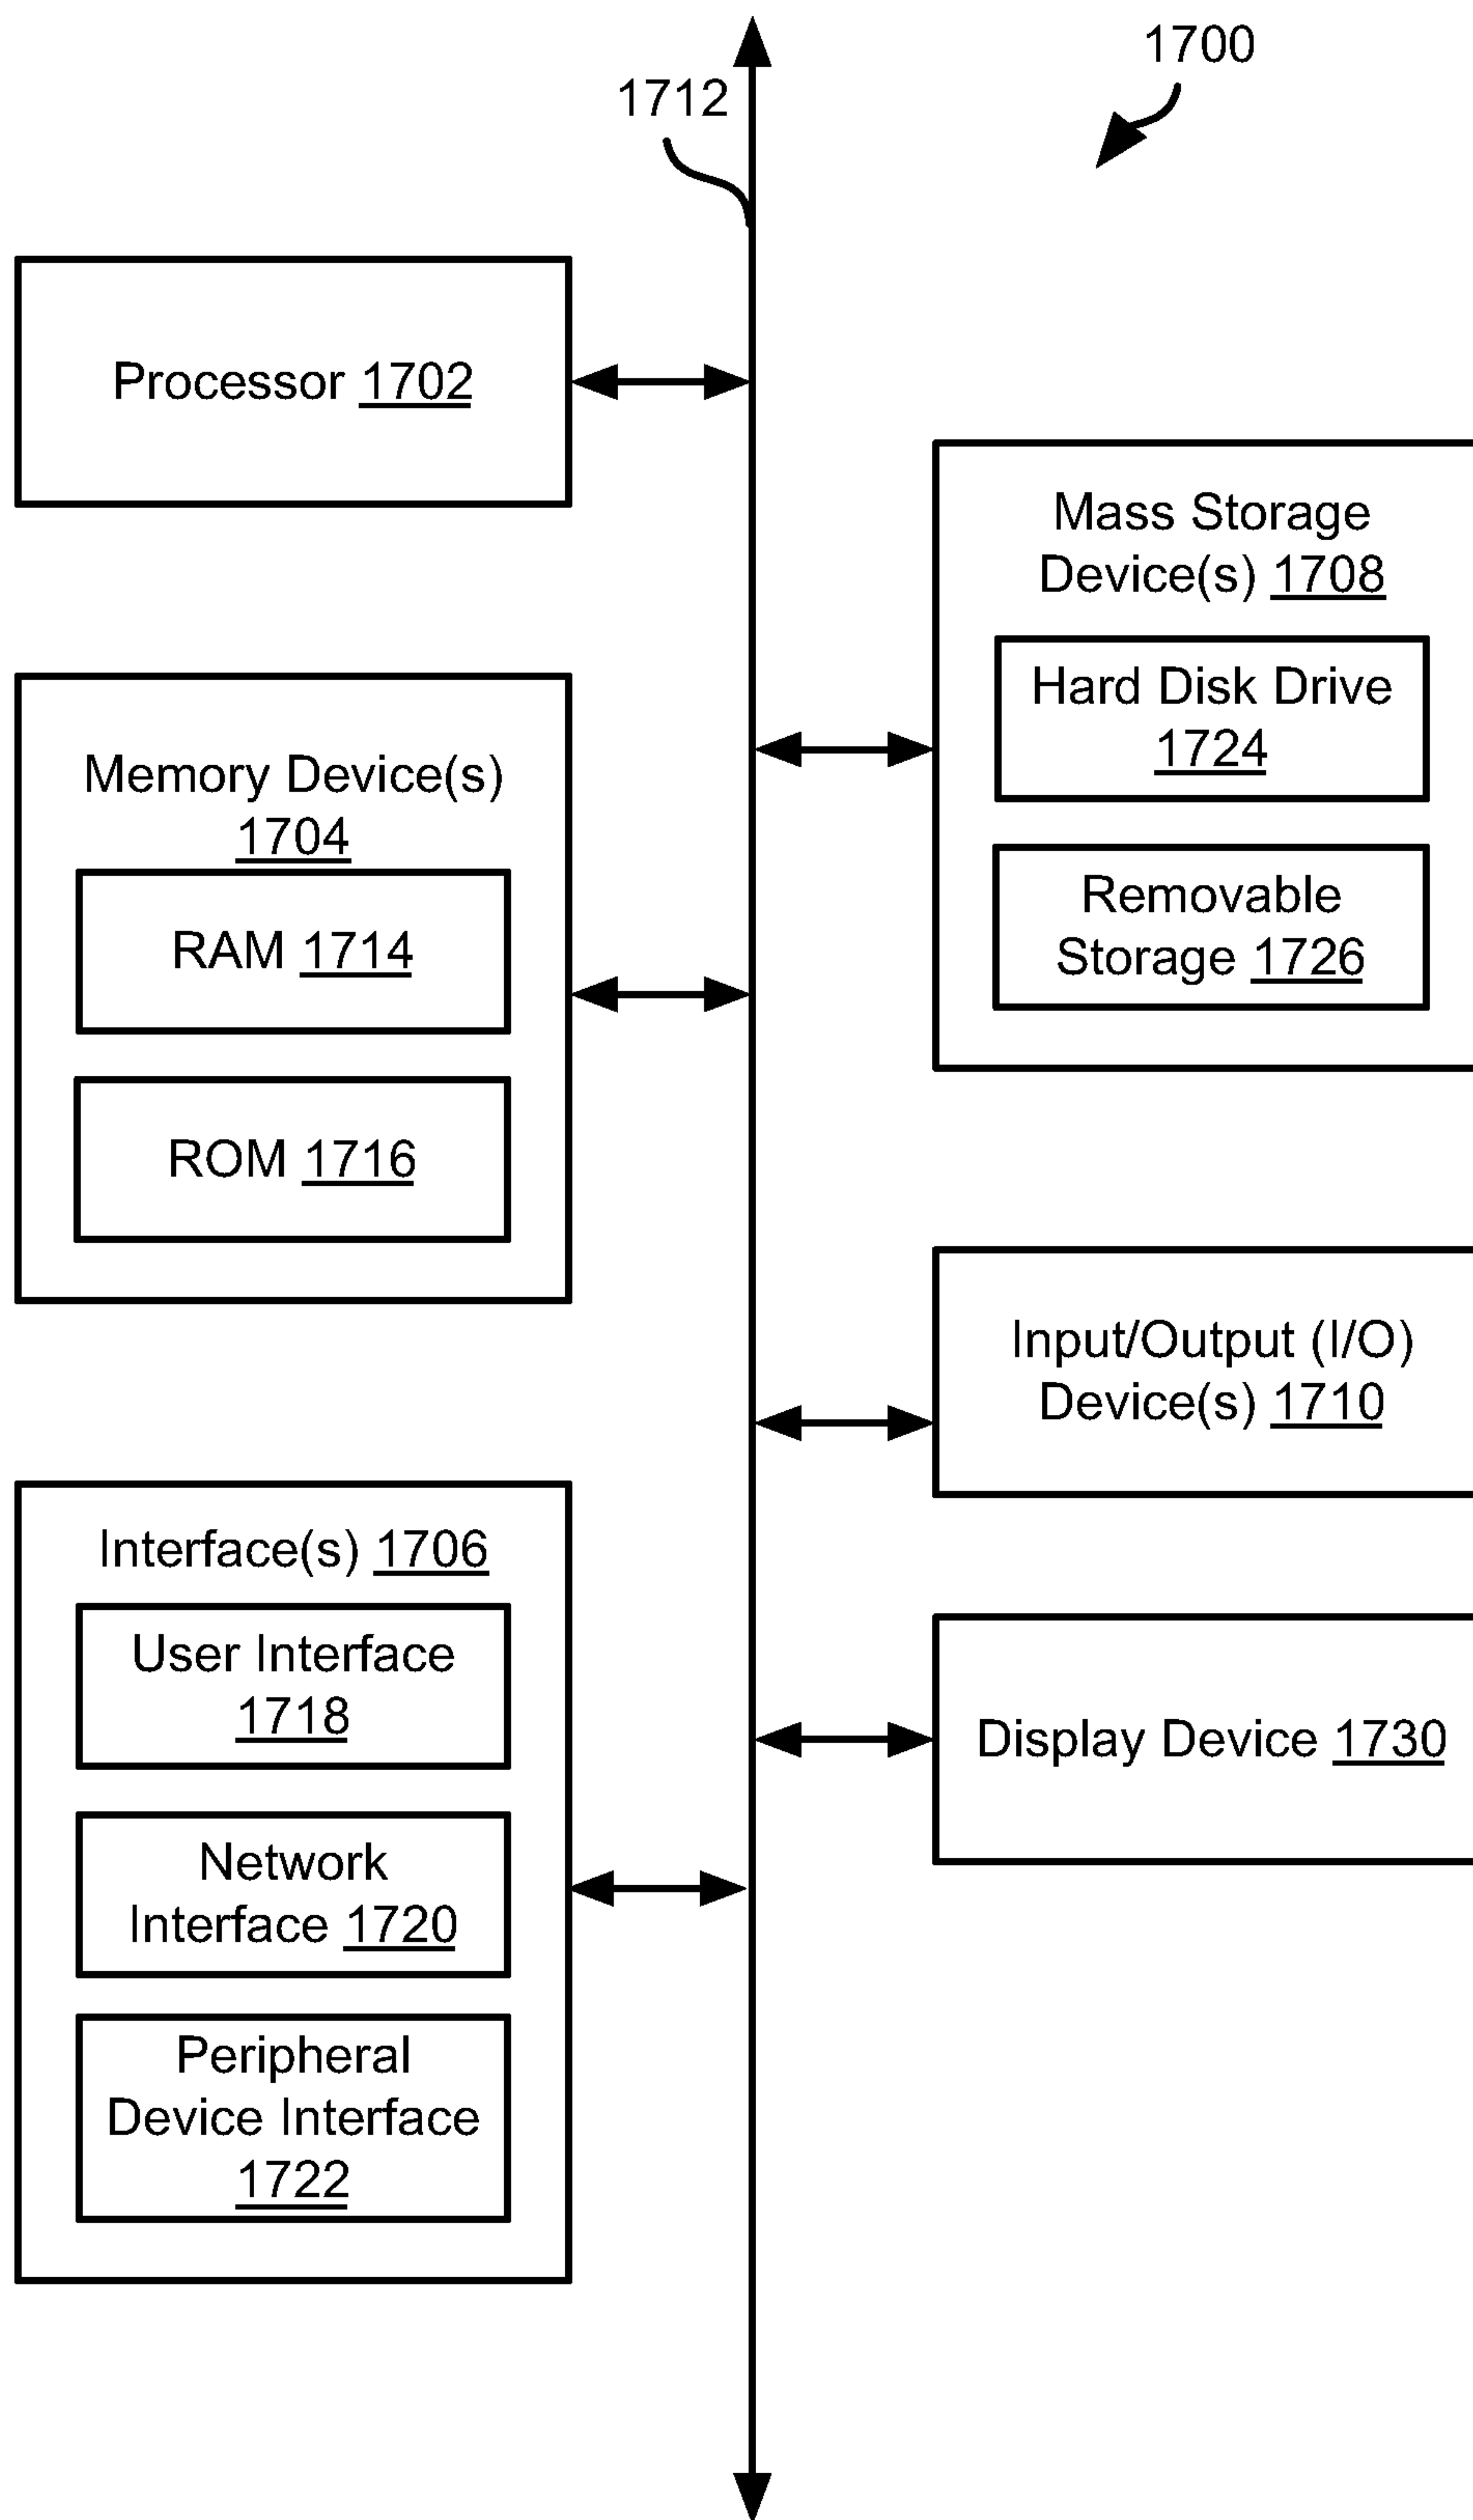 1700
1712
Processor 1702
Mass Storage
Device(s) 1708
Hard Disk Drive
1724
Removable
Storage 1726
Memory Device(s)
1704
RAM 1714
ROM 1716
Input/Output (I/O)
Device(s) 1710
Interface(s) 1706
User Interface
1718
Network
Interface 1720
Peripheral
Device Interface
1722
Display Device 1730